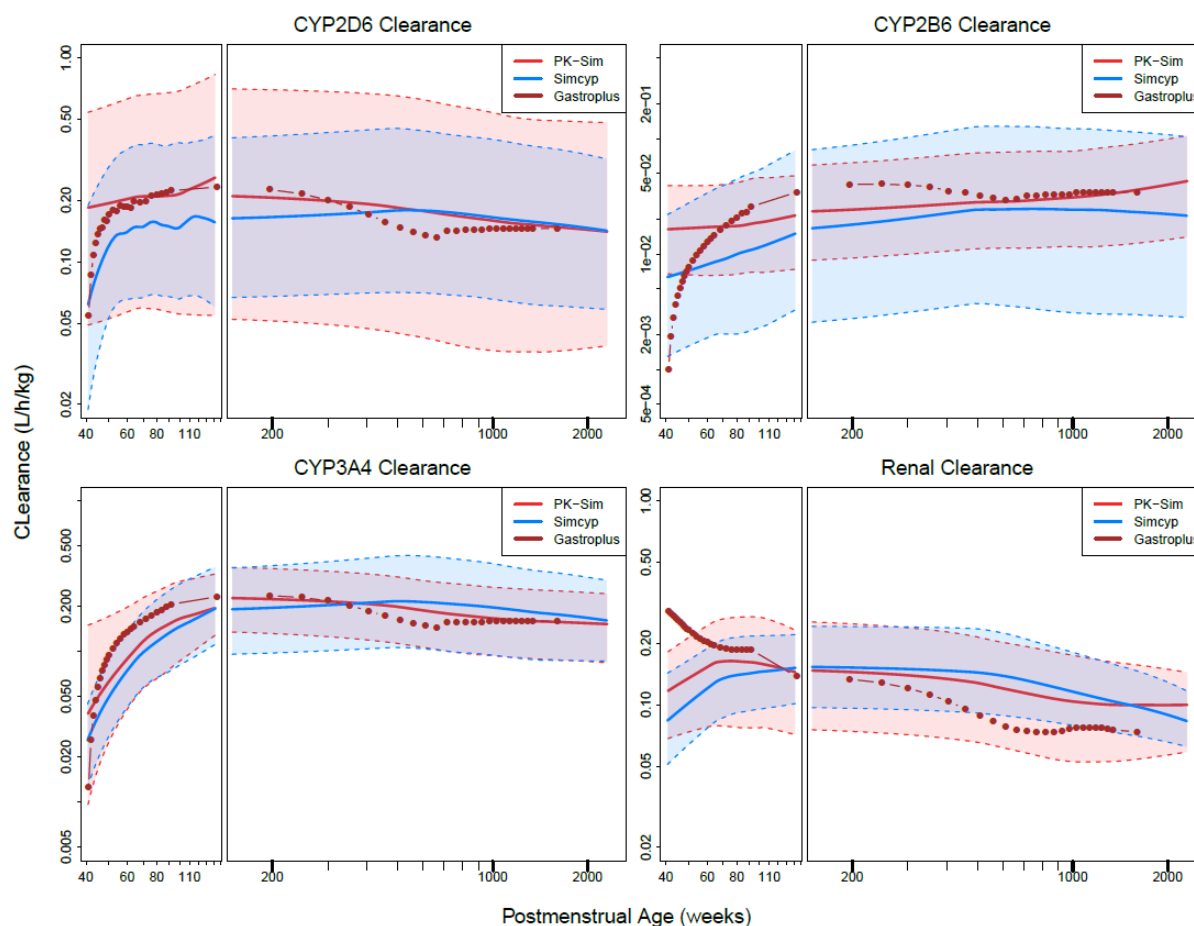 CYP2D6 Clearance
PK−Sim
Simcyp
Gastroplus
1.00
0.50
0.20
0.10
0.05
0.02
40 60 80 110 200 1000 2000
CYP2B6 Clearance
PK−Sim
Simcyp
Gastroplus
2e−01
5e−02
1e−02
2e−03
5e−04
40 60 80 110 200 1000 2000
CLearance (L/h/kg)
CYP3A4 Clearance
PK−Sim
Simcyp
Gastroplus
0.500
0.200
0.050
0.020
0.005
40 60 80 110 200 1000 2000
Renal Clearance
PK−Sim
Simcyp
Gastroplus
1.00
0.50
0.20
0.10
0.05
0.02
40 60 80 110 200 1000 2000
Postmenstrual Age (weeks)